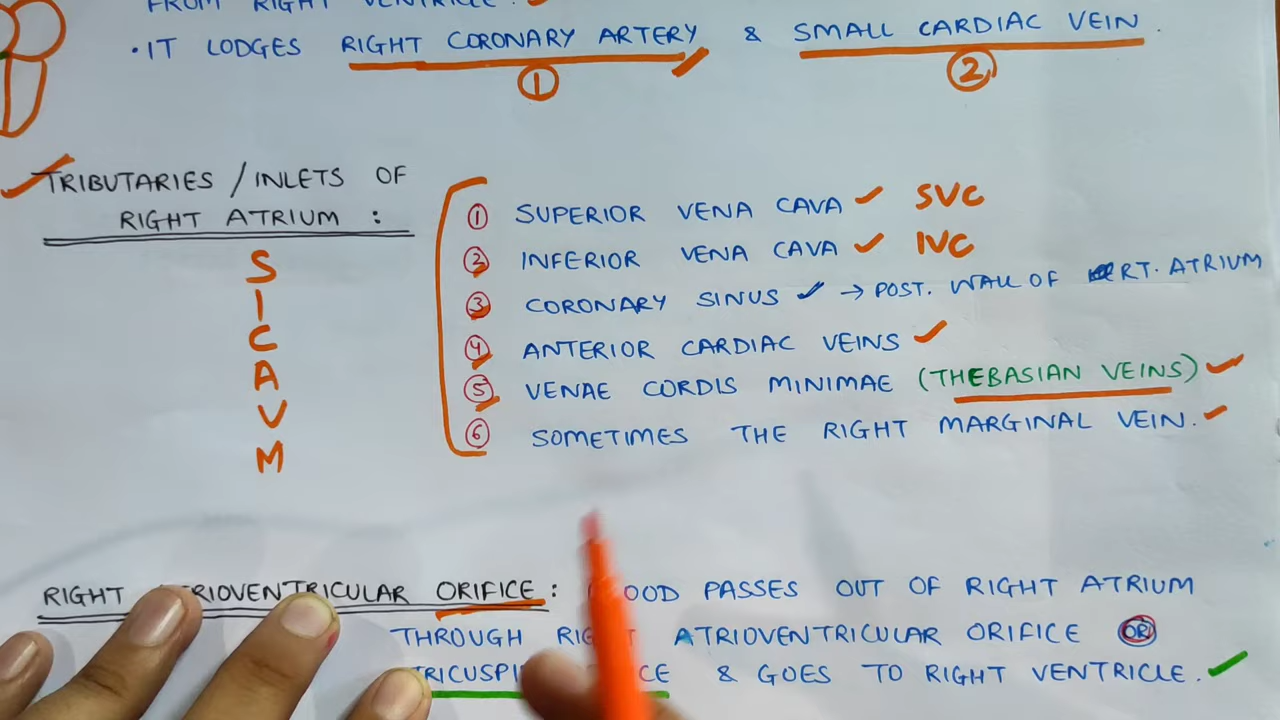 FROM RIGHT VENTRICLE.
• IT LODGES RIGHT CORONARY ARTERY & SMALL CARDIAC VEIN.
① ②
TRIBUTARIES / INLETS OF
RIGHT ATRIUM :
S
I
C
A
V
M
① SUPERIOR VENA CAVA ✓ SVC
② INFERIOR VENA CAVA ✓ IVC
③ CORONARY SINUS ✓ → POST. WALL OF RT. ATRIUM
④ ANTERIOR CARDIAC VEINS ✓
⑤ VENAE CORDIS MINIMAE (THEBASIAN VEINS) ✓
⑥ SOMETIMES THE RIGHT MARGINAL VEIN. ✓
RIGHT ORIFICE : PASSES OUT OF RIGHT ATRIUM
THROUGH ATRIOVENTRICULAR ORIFICE OR
& GOES TO RIGHT VENTRICLE. ✓